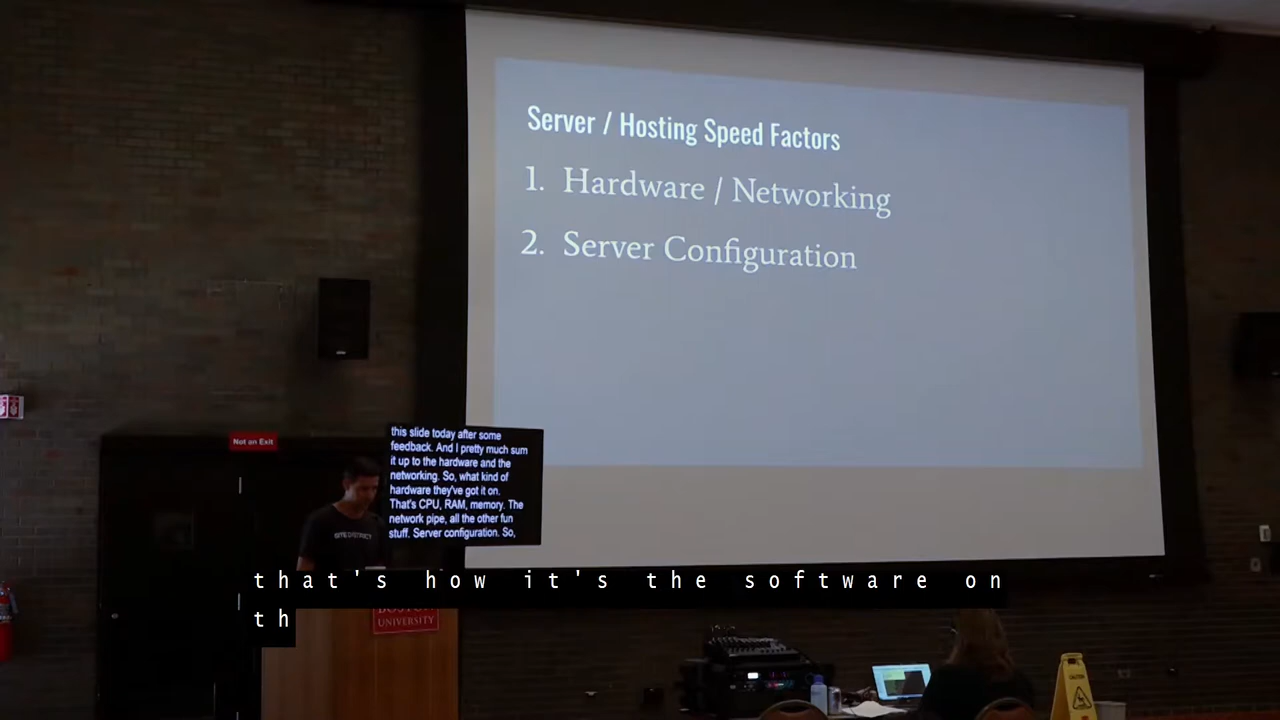 Server / Hosting Speed Factors
1. Hardware / Networking
2. Server Configuration
Not an Exit
this slide today after some
feedback. And I pretty much sum
it up to the hardware and the
networking. So, what kind of
hardware they've got it on.
That's CPU, RAM, memory. The
network pipe, all the other fun
stuff. Server configuration. So,
SITE DISTRICT
that's how it's the software on
th
BOSTON
UNIVERSITY
CAUTION